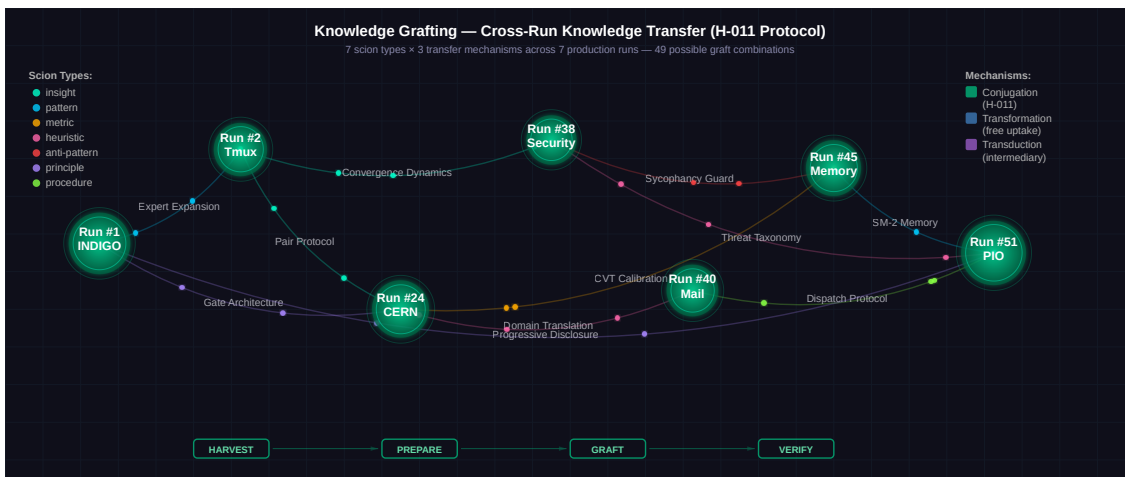 Knowledge Grafting — Cross-Run Knowledge Transfer (H-011 Protocol)
7 scion types × 3 transfer mechanisms across 7 production runs — 49 possible graft combinations
Scion Types:
insight
pattern
metric
heuristic
anti-pattern
principle
procedure
Mechanisms:
Conjugation
(H-011)
Transformation
(free uptake)
Transduction
(intermediary)
Run #2
Tmux
Run #38
Security
Run #45
Memory
Convergence Dynamics
Sycophancy Guard
Expert Expansion
SM-2 Memory
Run #1
INDIGO
Pair Protocol
Threat Taxonomy
Run #51
PIO
CVT Calibration
Run #40
Mail
Gate Architecture
Run #24
CERN
Dispatch Protocol
Domain Translation
Progressive Disclosure
HARVEST
PREPARE
GRAFT
VERIFY